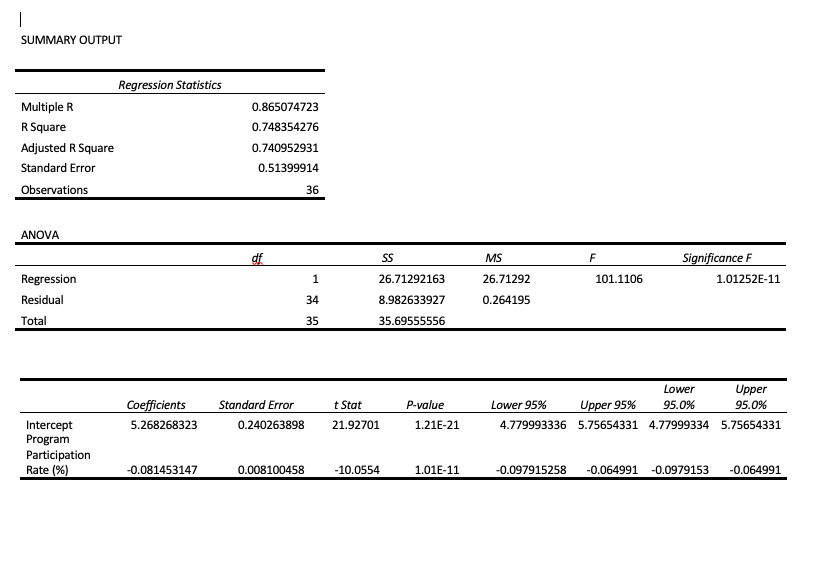 SUMMARY OUTPUT
Regression Statistics
Multiple R 0.865074723
R Square 0.748354276
Adjusted R Square 0.740952931
Standard Error 0.51399914
Observations 36
ANOVA
df SS MS F Significance F
Regression 1 26.71292163 26.71292 101.1106 1.01252E-11
Residual 34 8.982633927 0.264195
Total 35 35.69555556
Lower Upper
Coefficients Standard Error t Stat P-value Lower 95% Upper 95% 95.0% 95.0%
Intercept 5.268268323 0.240263898 21.92701 1.21E-21 4.779993336 5.75654331 4.77999334 5.75654331
Program
Participation
Rate (%) -0.081453147 0.008100458 -10.0554 1.01E-11 -0.097915258 -0.064991 -0.0979153 -0.064991